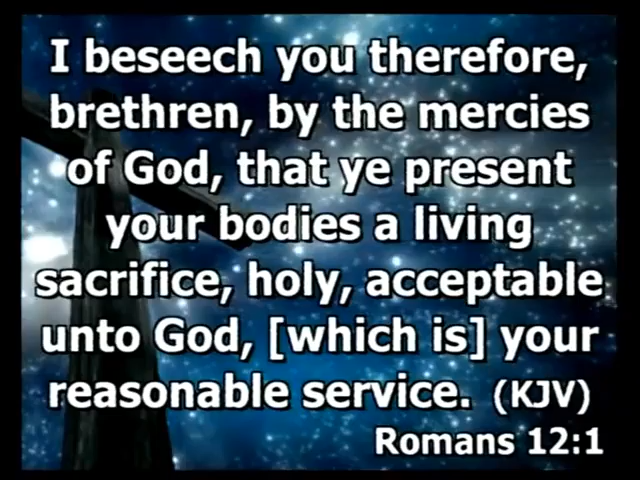 I beseech you therefore,
brethren, by the mercies
of God, that ye present
your bodies a living
sacrifice, holy, acceptable
unto God, [which is] your
reasonable service. (KJV)
Romans 12:1